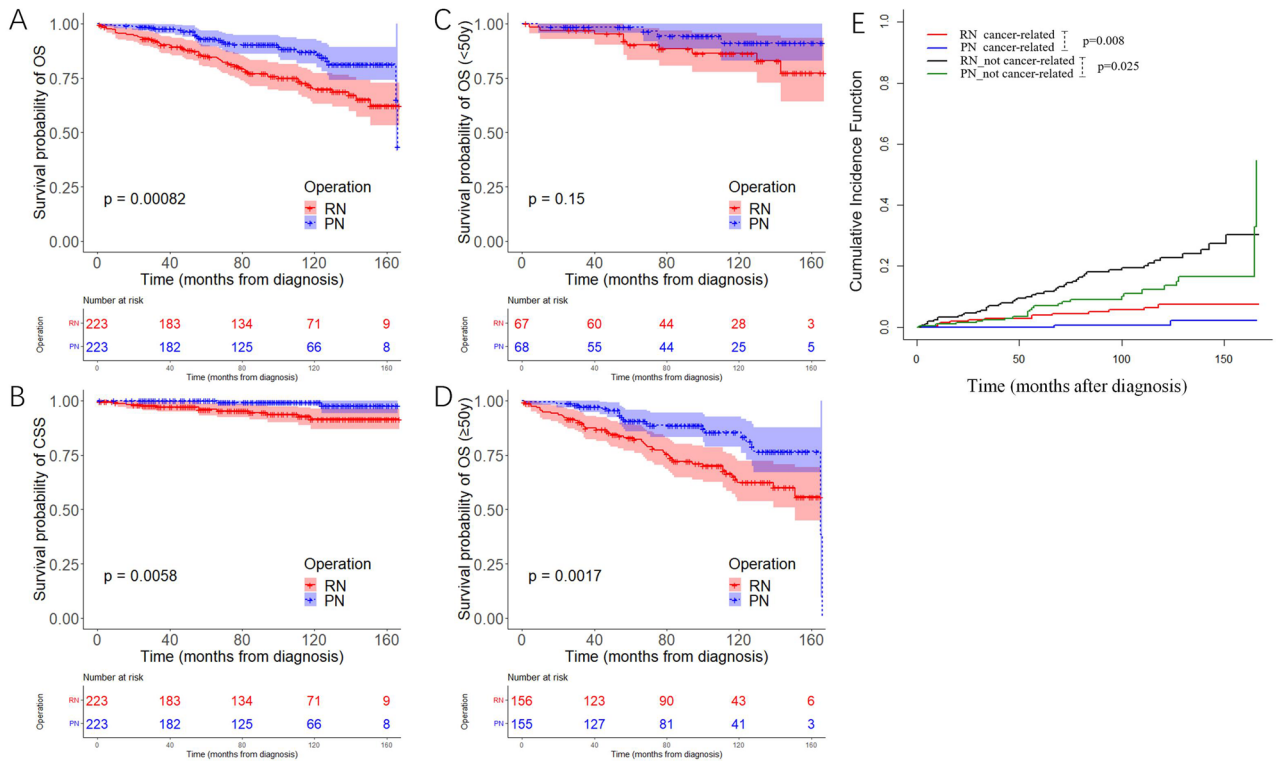 A
Survival probability of OS
1.00
0.75
0.50
0.25
0.00
p = 0.00082
Operation
RN
PN
0 40 80 120 160
Time (months from diagnosis)
Number at risk
Operation
RN 223 183 134 71 9
PN 223 182 125 66 8
0 40 80 120 160
Time (months from diagnosis)
C
Survival probability of OS (<50y)
1.00
0.75
0.50
0.25
0.00
p = 0.15
Operation
RN
PN
0 40 80 120 160
Time (months from diagnosis)
Number at risk
Operation
RN 67 60 44 28 3
PN 68 55 44 25 5
0 40 80 120 160
Time (months from diagnosis)
E
Cumulative Incidence Function
1.0
0.8
0.6
0.4
0.2
0.0
RN cancer-related
PN cancer-related
p=0.008
RN_not cancer-related
PN_not cancer-related
p=0.025
0 50 100 150
Time (months after diagnosis)
B
Survival probability of CSS
1.00
0.75
0.50
0.25
0.00
p = 0.0058
Operation
RN
PN
0 40 80 120 160
Time (months from diagnosis)
Number at risk
Operation
RN 223 183 134 71 9
PN 223 182 125 66 8
0 40 80 120 160
Time (months from diagnosis)
D
Survival probability of OS (≥50y)
1.00
0.75
0.50
0.25
0.00
p = 0.0017
Operation
RN
PN
0 40 80 120 160
Time (months from diagnosis)
Number at risk
Operation
RN 156 123 90 43 6
PN 155 127 81 41 3
0 40 80 120 160
Time (months from diagnosis)